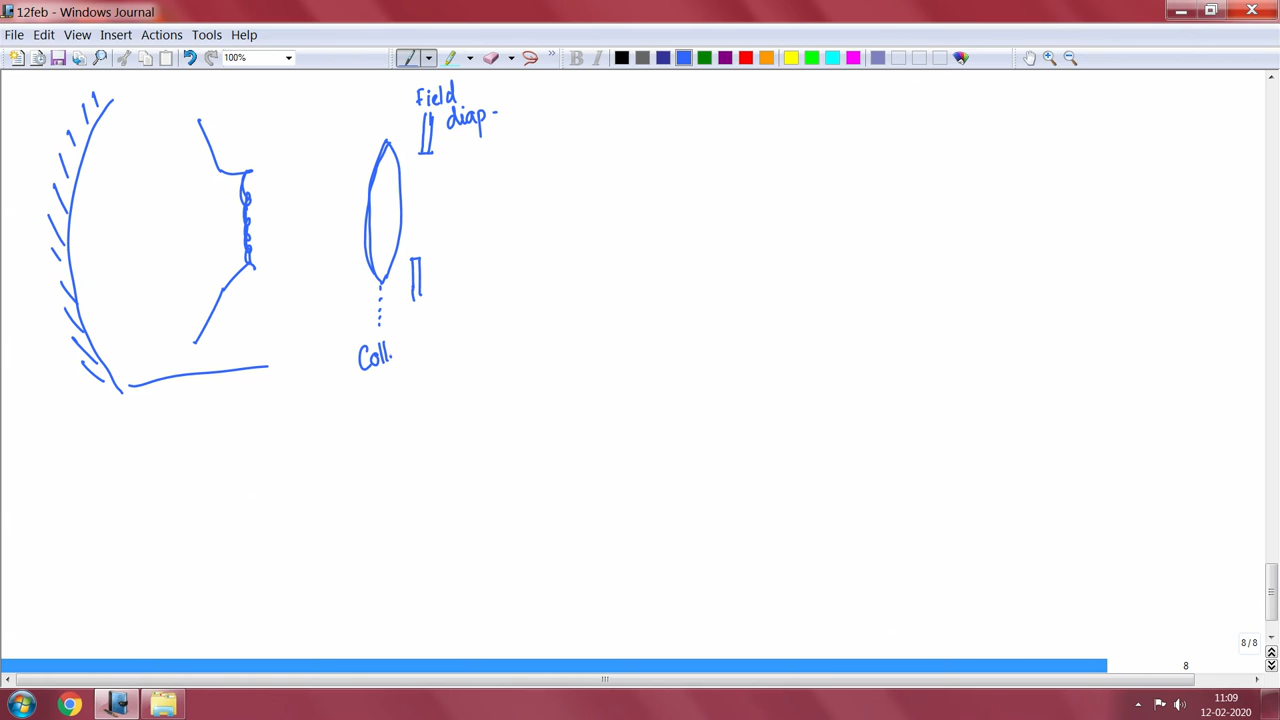 12feb - Windows Journal
File Edit View Insert Actions Tools Help
100%
B I
Field
diap -
Coll.
8 / 8
8
11:09
12-02-2020